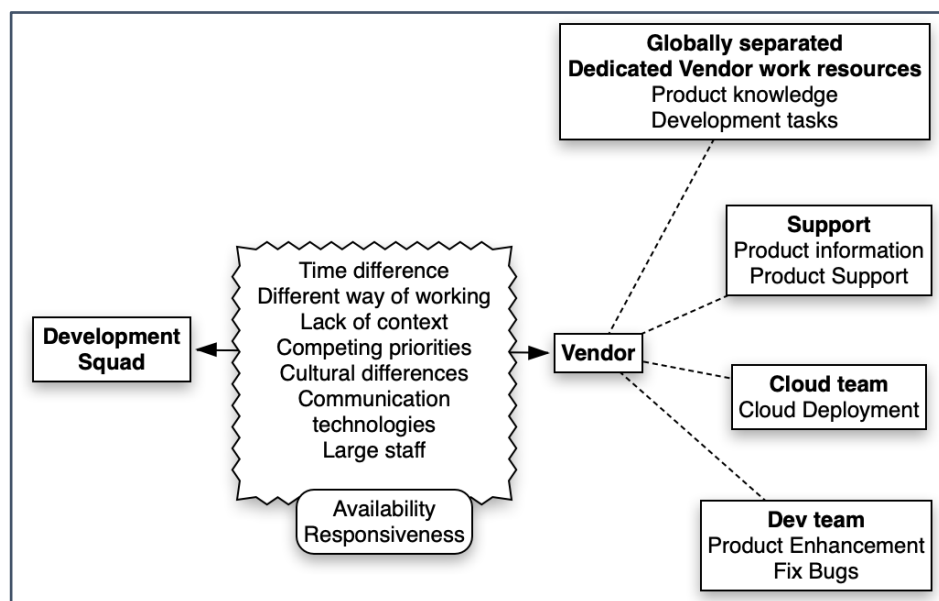 Globally separated
Dedicated Vendor work resources
Product knowledge
Development tasks
Support
Product information
Product Support
Time difference
Different way of working
Lack of context
Competing priorities
Cultural differences
Communication
technologies
Large staff
Development
Squad
Vendor
Cloud team
Cloud Deployment
Availability
Responsiveness
Dev team
Product Enhancement
Fix Bugs